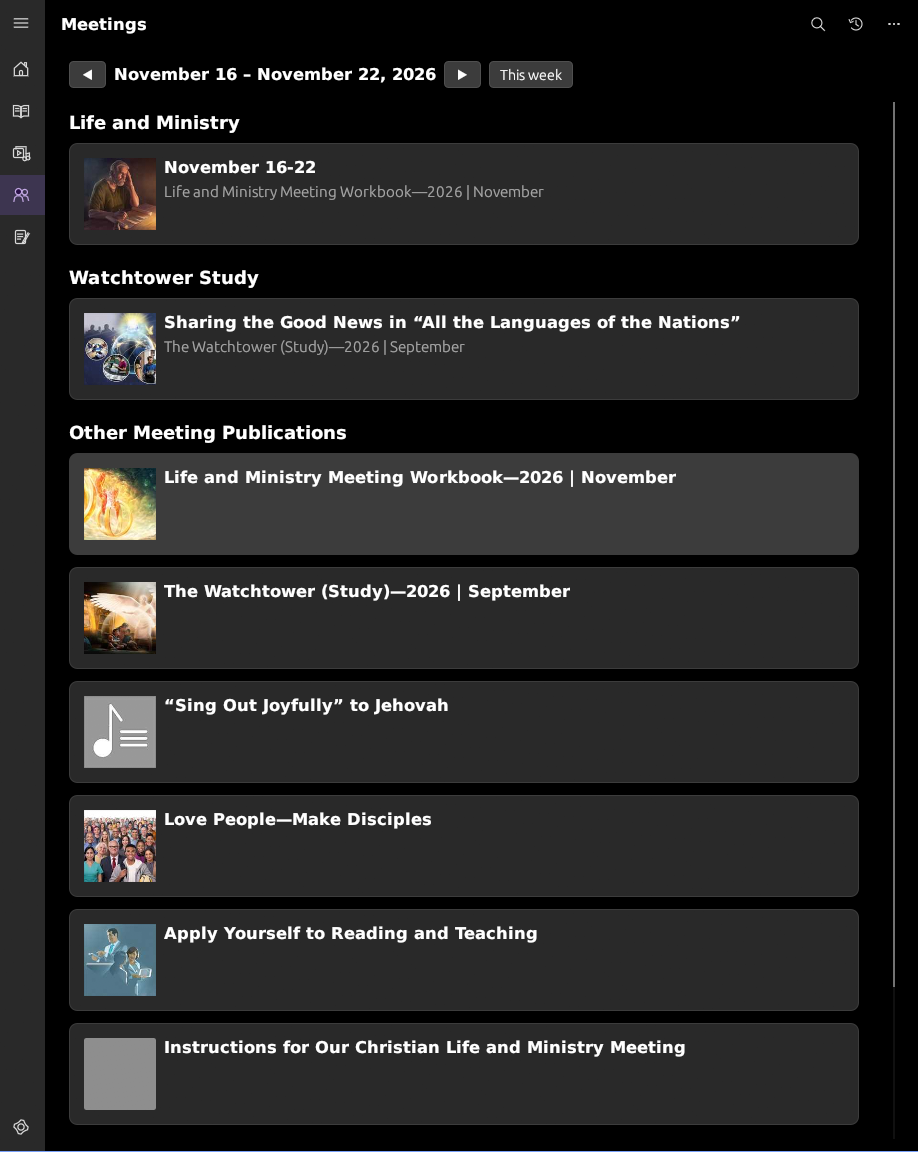 Meetings
November 16 – November 22, 2026
This week
Life and Ministry
November 16-22
Life and Ministry Meeting Workbook—2026 | November
Watchtower Study
Sharing the Good News in “All the Languages of the Nations”
The Watchtower (Study)—2026 | September
Other Meeting Publications
Life and Ministry Meeting Workbook—2026 | November
The Watchtower (Study)—2026 | September
“Sing Out Joyfully” to Jehovah
Love People—Make Disciples
Apply Yourself to Reading and Teaching
Instructions for Our Christian Life and Ministry Meeting